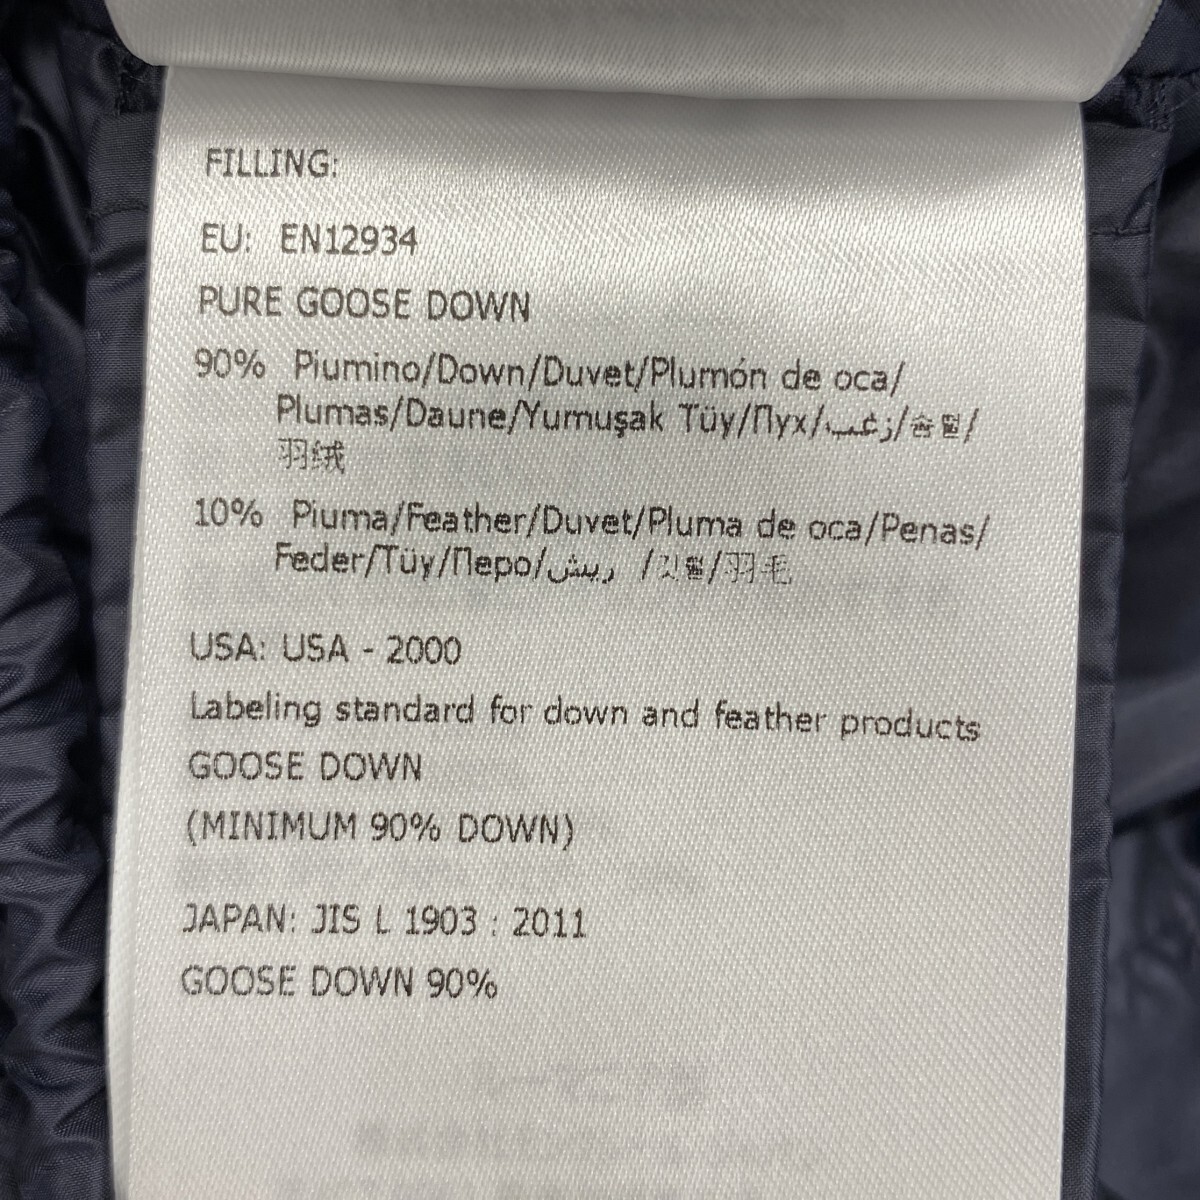 FILLING:
EU: EN12934
PURE GOOSE DOWN
90% Piumino/Down/Duvet/Plumón de oca/
Plumas/Daune/Yumuşak Tüy/Пух/زغب/솜털/
羽绒
10% Piuma/Feather/Duvet/Pluma de oca/Penas/
Feder/Tüy/Перо/ريش /깃털/羽毛
USA: USA - 2000
Labeling standard for down and feather products
GOOSE DOWN
(MINIMUM 90% DOWN)
JAPAN: JIS L 1903 : 2011
GOOSE DOWN 90%